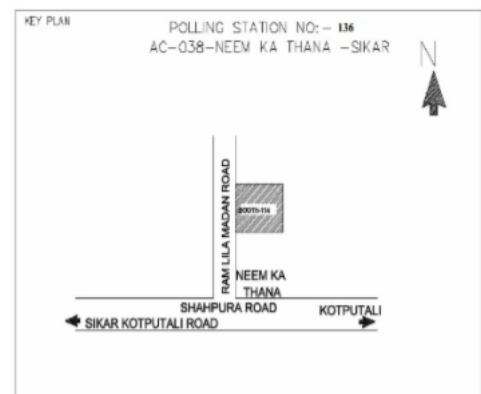 KEY PLAN
POLLING STATION NO:- 136
AC-038-NEEM KA THANA -SIKAR
N
RAM LILA MADAN ROAD
NEEM KA
THANA
SHAHPURA ROAD
KOTPUTALI
SIKAR KOTPUTALI ROAD